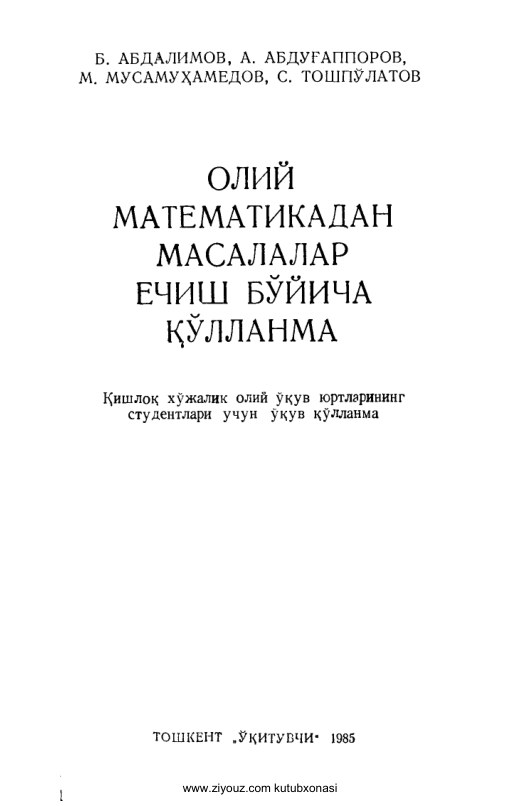 Б. АБДАЛИМОВ, А. АБДУҒАППОРОВ,
М. МУСАМУҲАМЕДОВ, С. ТОШПЎЛАТОВ
ОЛИЙ
МАТЕМАТИКАДАН
МАСАЛАЛАР
ЕЧИШ БЎЙИЧА
ҚЎЛЛАНМА
Қишлоқ хўжалик олий ўқув юртларининг
студентлари учун ўқув қўлланма
ТОШКЕНТ „ЎҚИТУВЧИ“ 1985
www.ziyouz.com kutubxonasi
1